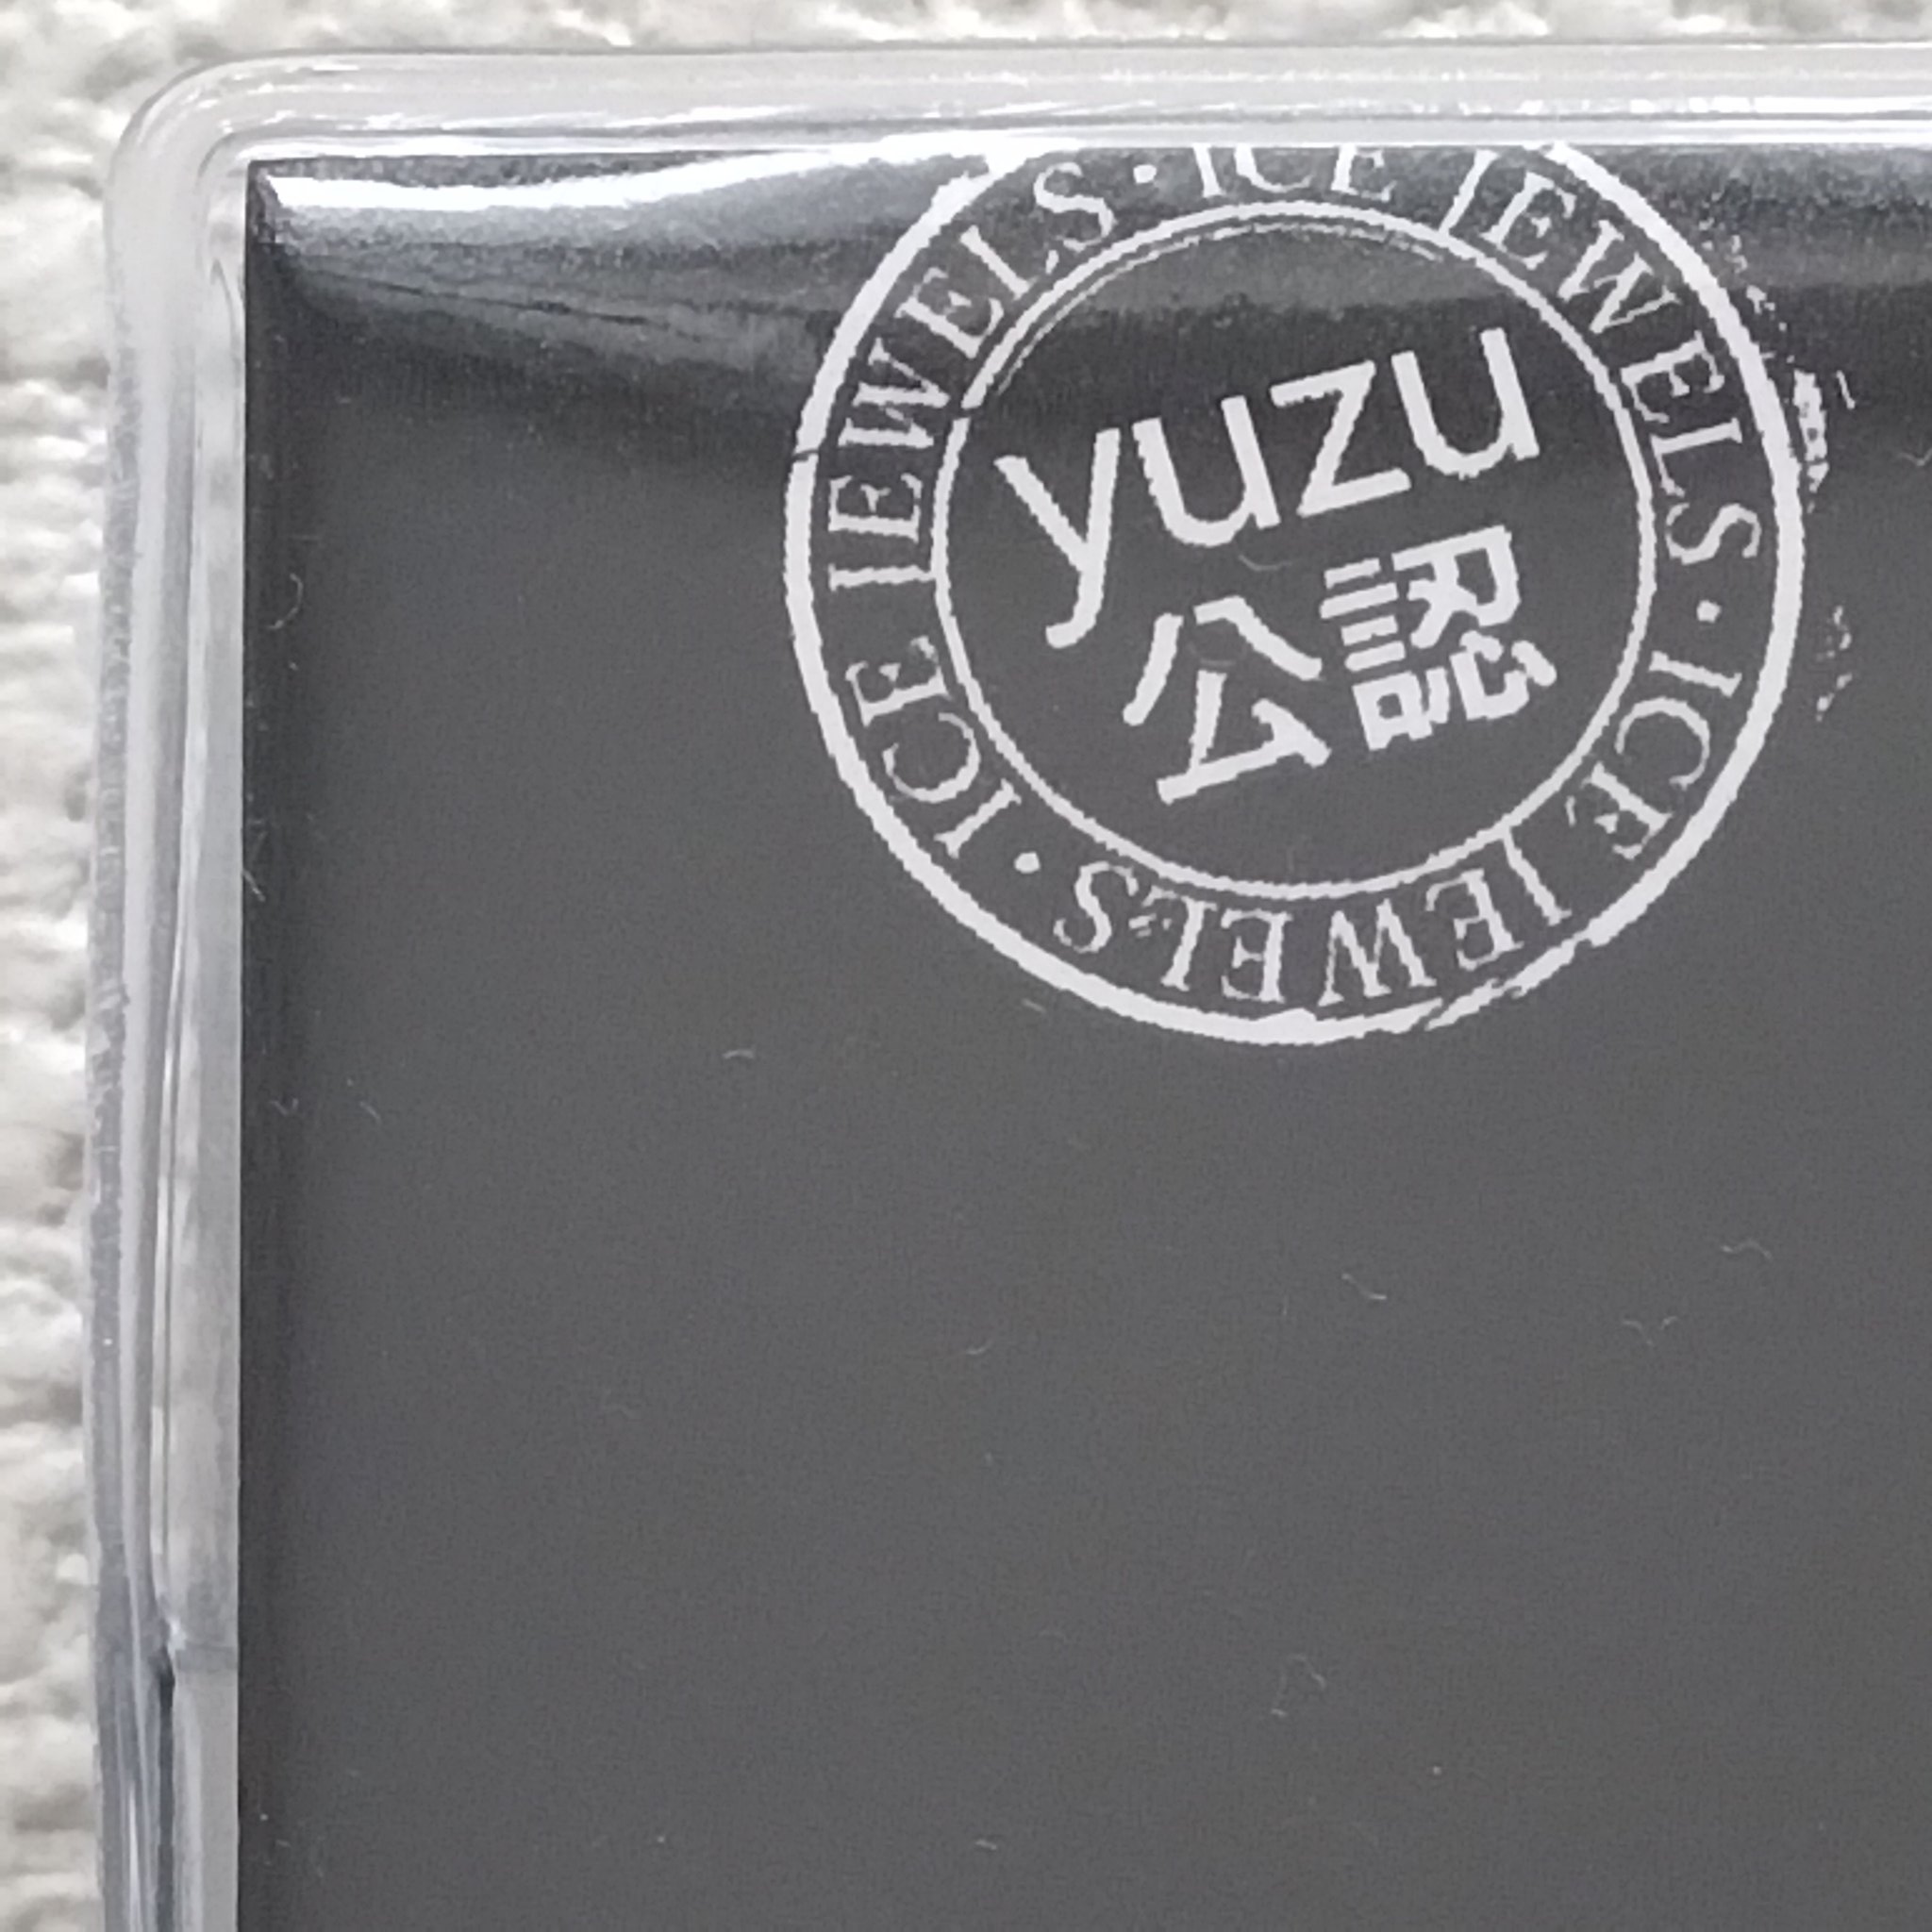 ICE JEWELS · ICE JEWELS · ICE JEWELS ·
yuzu
公認